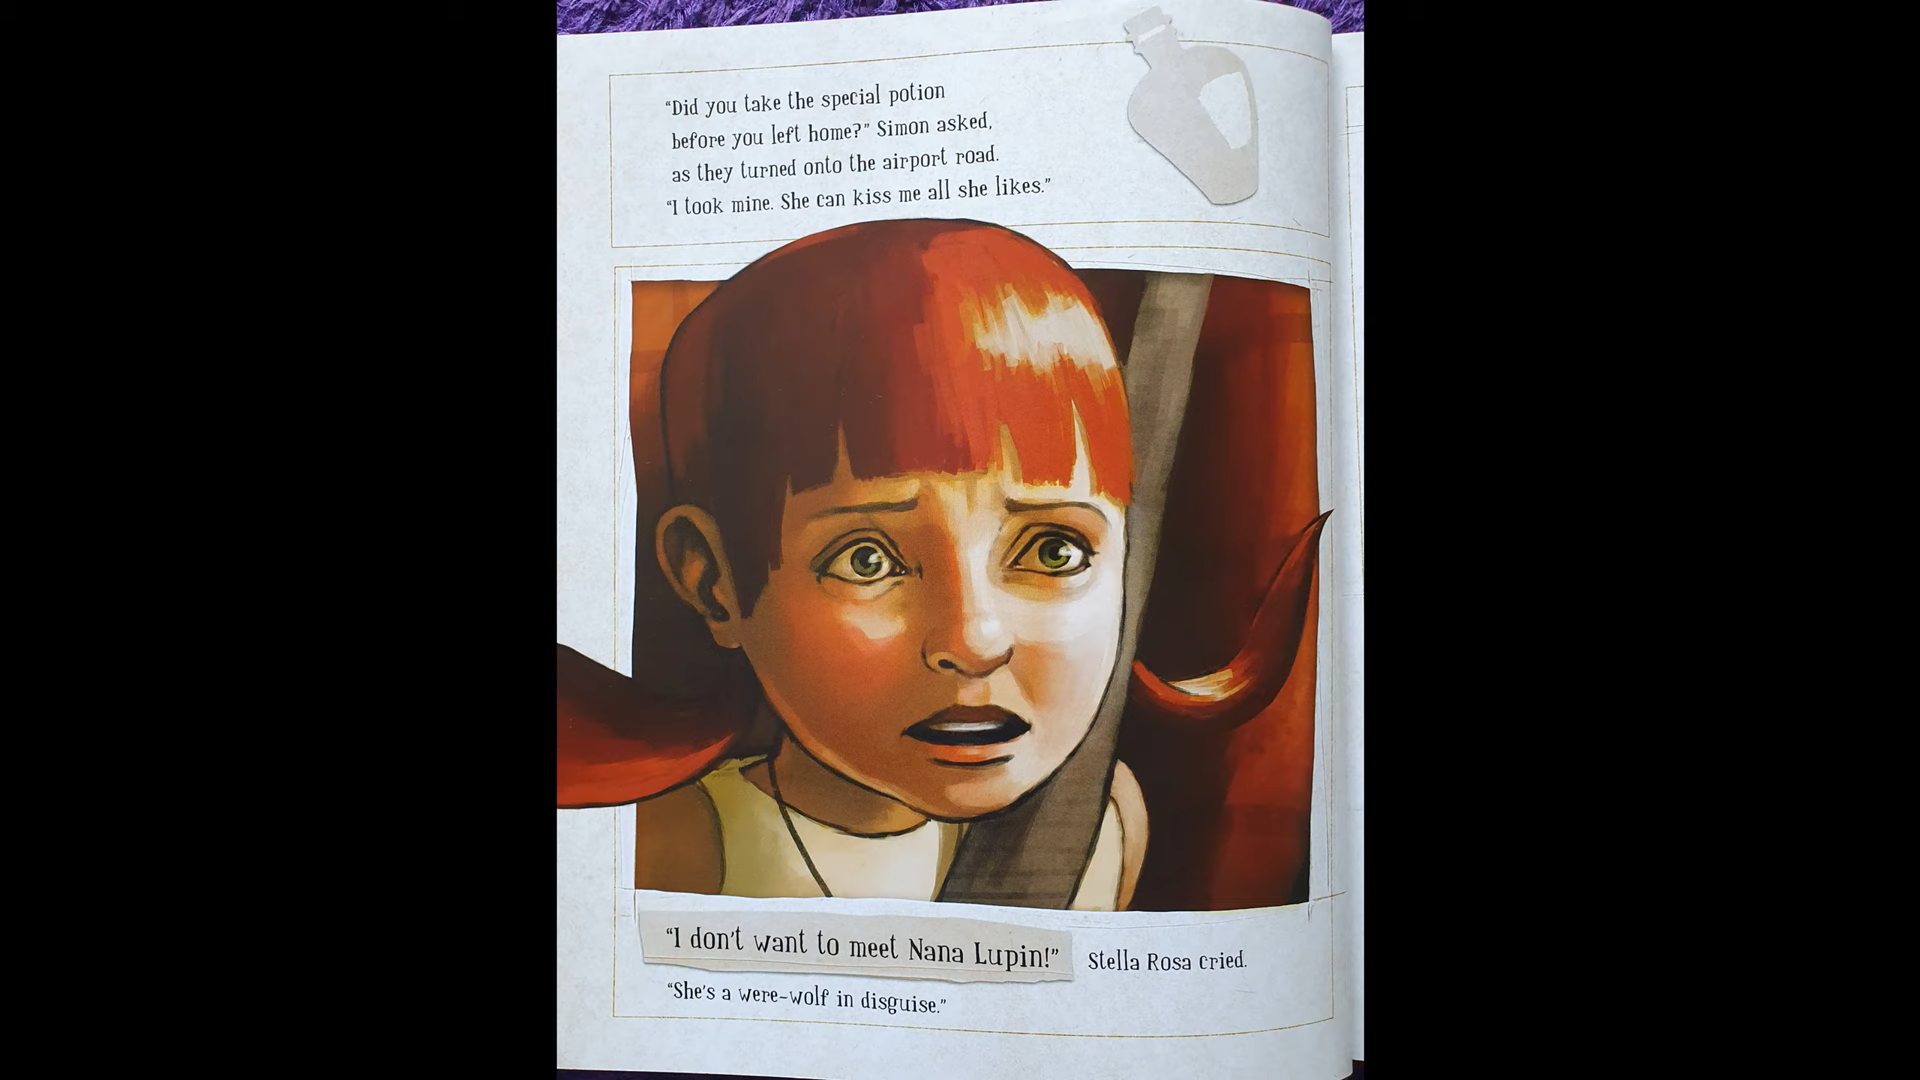 “Did you take the special potion
before you left home?” Simon asked,
as they turned onto the airport road.
“I took mine. She can kiss me all she likes.”
“I don’t want to meet Nana Lupin!” Stella Rosa cried.
“She’s a were-wolf in disguise.”